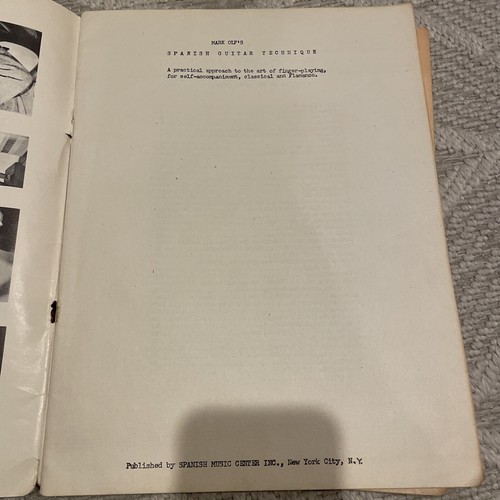 MARK OLF'S
SPANISH GUITAR TECHNIQUE
A practical approach to the art of finger-playing,
for self-accompaniment, classical and Flamenco.
Published by SPANISH MUSIC CENTER INC., New York City, N.Y.